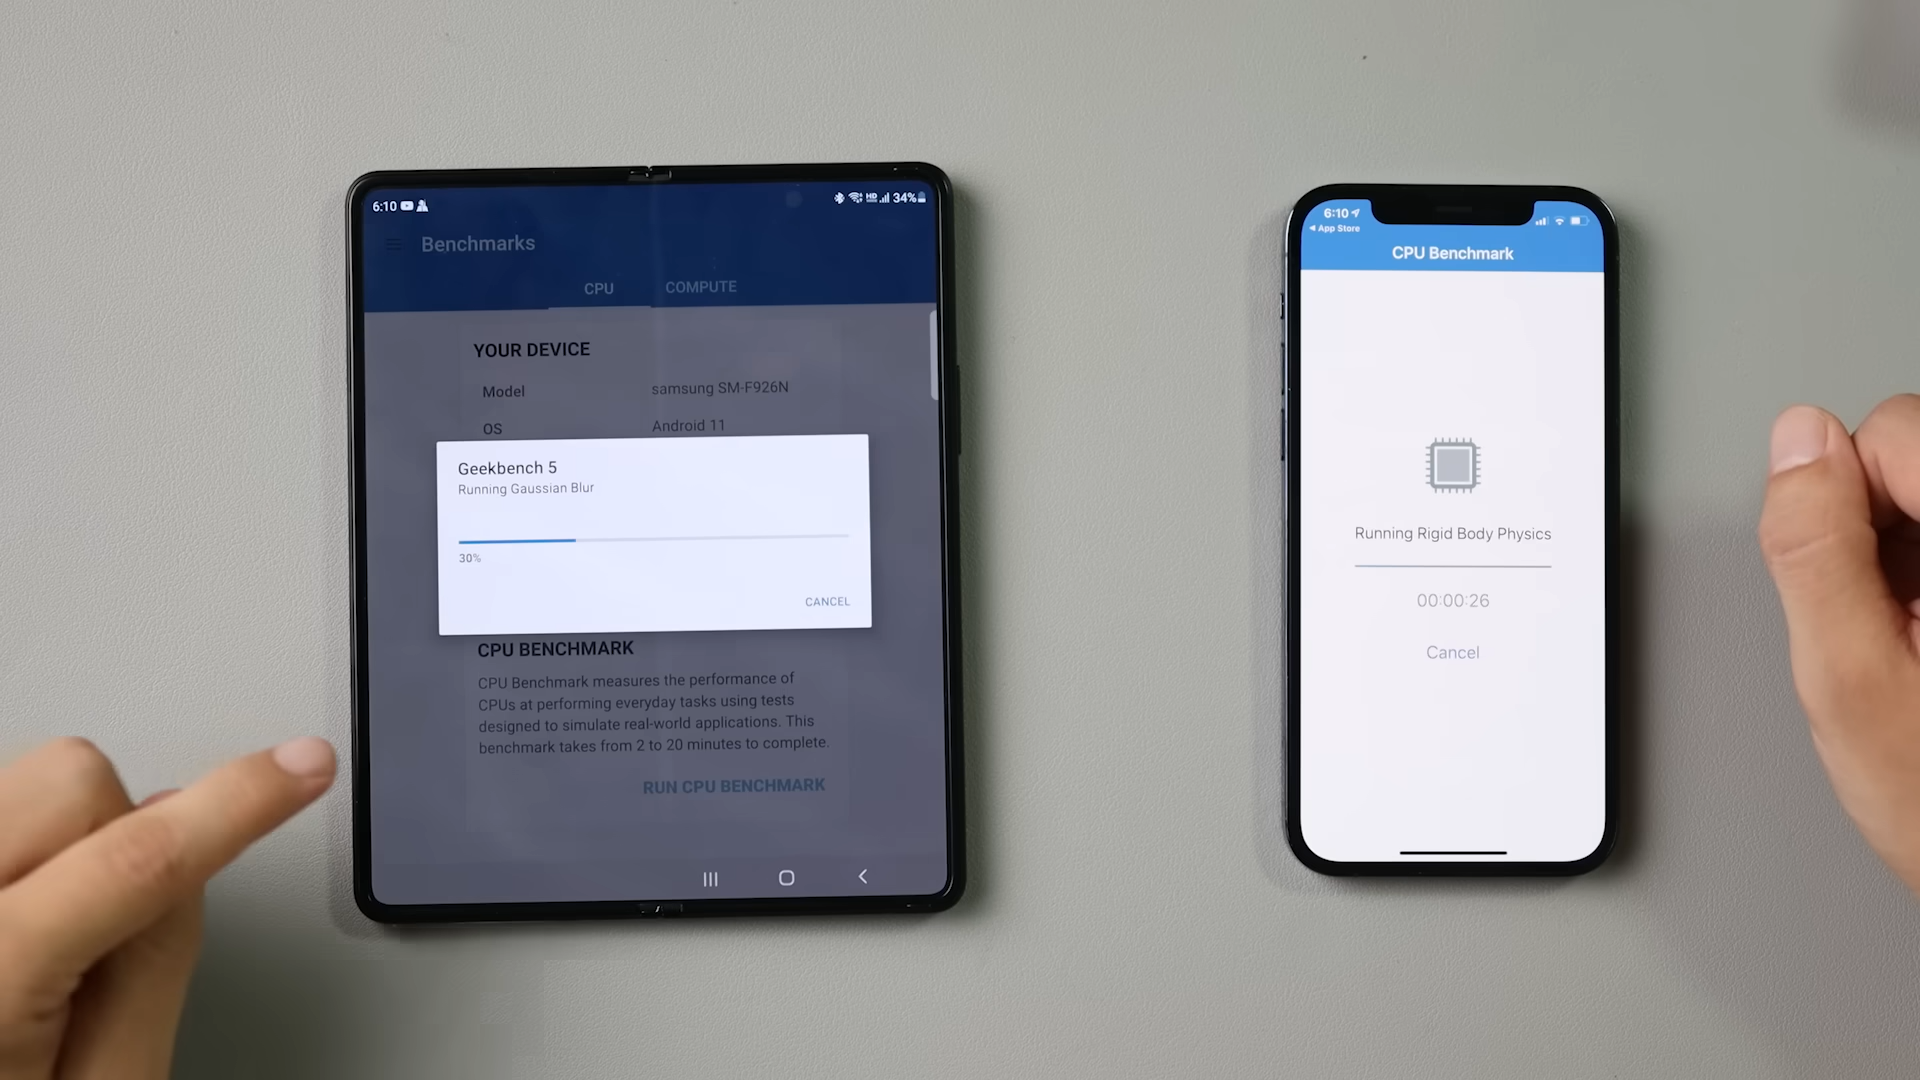 6:10
34%
Benchmarks
CPU COMPUTE
YOUR DEVICE
Model samsung SM-F926N
OS Android 11
Geekbench 5
Running Gaussian Blur
30%
CANCEL
CPU BENCHMARK
CPU Benchmark measures the performance of
CPUs at performing everyday tasks using tests
designed to simulate real-world applications. This
benchmark takes from 2 to 20 minutes to complete.
RUN CPU BENCHMARK
6:10
App Store
CPU Benchmark
Running Rigid Body Physics
00:00:26
Cancel